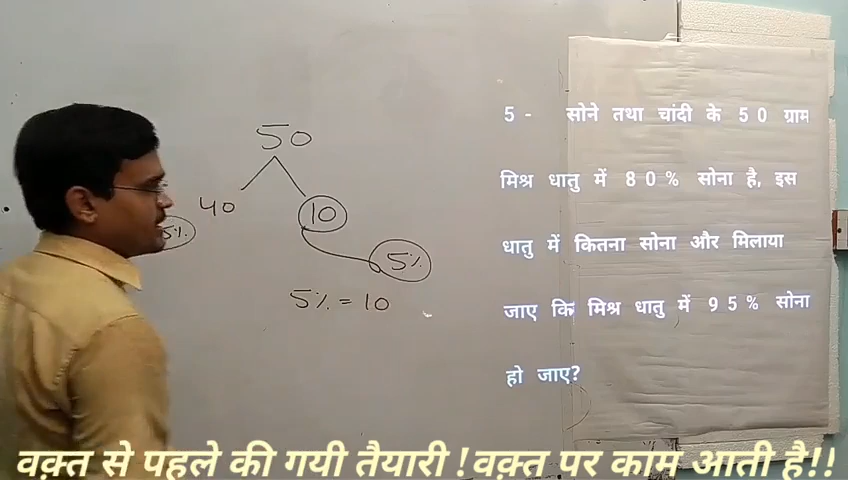 50
40
10
5%
5%
5% = 10
5 - सोने तथा चांदी के 50 ग्राम
मिश्र धातु में 80% सोना है, इस
धातु में कितना सोना और मिलाया
जाए कि मिश्र धातु में 95% सोना
हो जाए?
वक़्त से पहले की गयी तैयारी ! वक़्त पर काम आती है!!